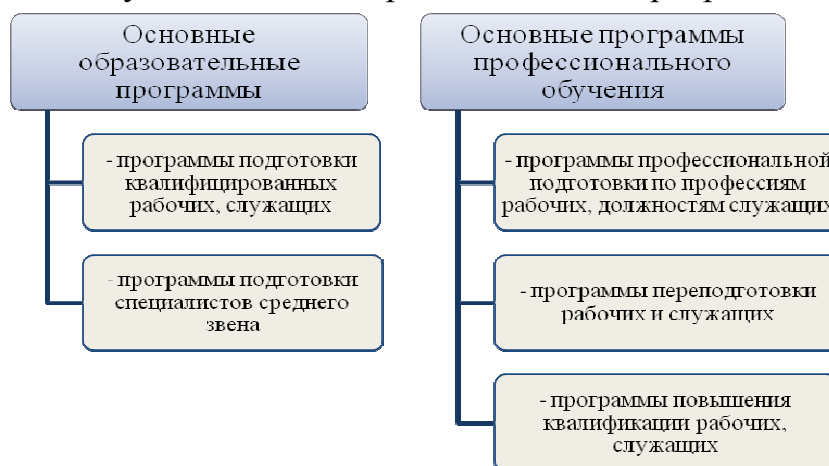 Основные
образовательные
программы
- программы подготовки
квалифицированных
рабочих, служащих
- программы подготовки
специалистов среднего
звена
Основные программы
профессионального
обучения
- программы профессиональной
подготовки по профессиям
рабочих, должностям служащих
- программы переподготовки
рабочих и служащих
- программы повышения
квалификации рабочих,
служащих